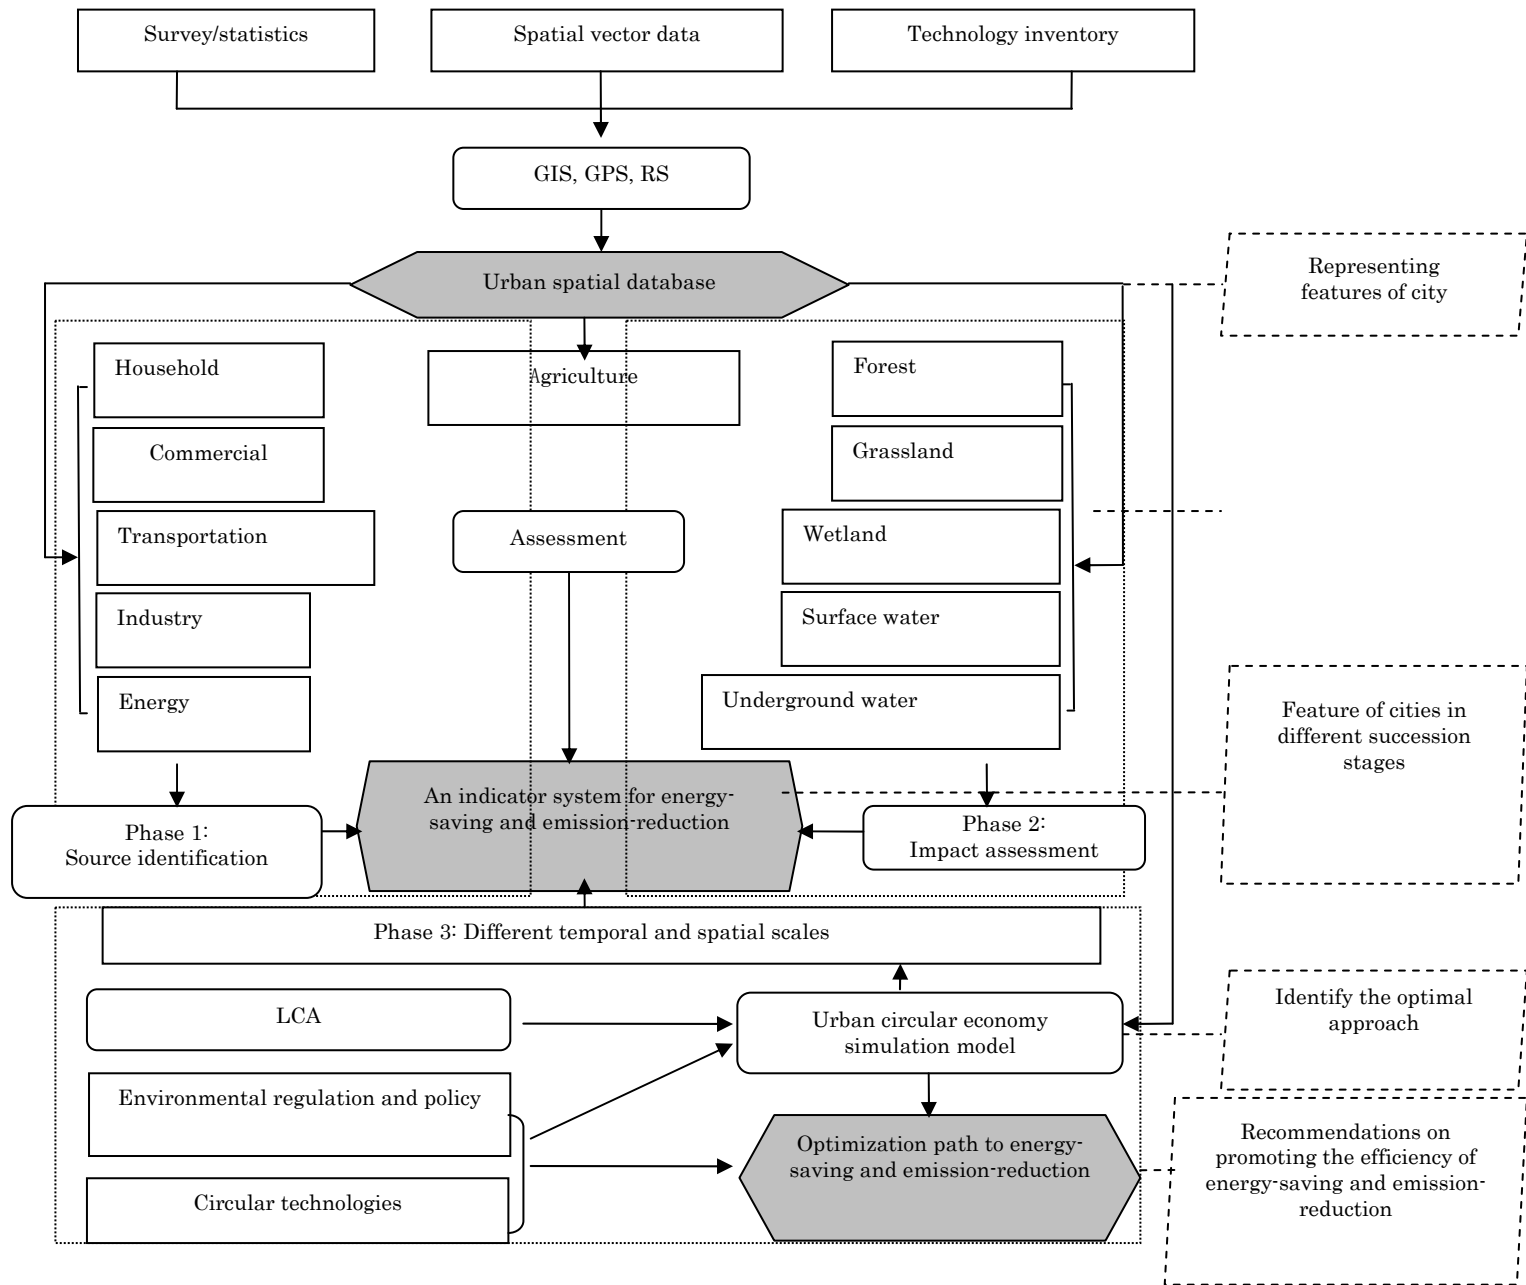 Survey/statistics
Spatial vector data
Technology inventory
GIS, GPS, RS
Urban spatial database
Representing
features of city
Household
Agriculture
Forest
Commercial
Grassland
Transportation
Assessment
Wetland
Industry
Surface water
Energy
Underground water
Feature of cities in
different succession
stages
An indicator system for energy-
saving and emission-reduction
Phase 1:
Source identification
Phase 2:
Impact assessment
Phase 3: Different temporal and spatial scales
LCA
Urban circular economy
simulation model
Identify the optimal
approach
Environmental regulation and policy
Optimization path to energy-
saving and emission-reduction
Circular technologies
Recommendations on
promoting the efficiency of
energy-saving and emission-
reduction